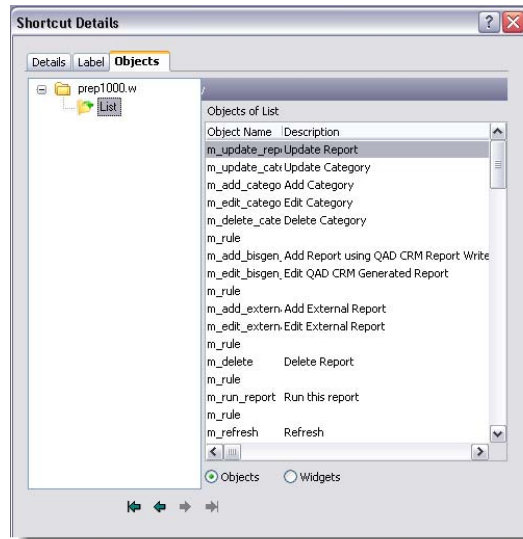 Shortcut Details
Details Label Objects
prep1000.w
List
/
Objects of List
Object Name Description
m_update_rep Update Report
m_update_cat Update Category
m_add_catego Add Category
m_edit_catego Edit Category
m_delete_cate Delete Category
m_rule
m_add_bisgen_ Add Report using QAD CRM Report Write
m_edit_bisgen_ Edit QAD CRM Generated Report
m_rule
m_add_extern Add External Report
m_edit_extern Edit External Report
m_rule
m_delete Delete Report
m_rule
m_run_report Run this report
m_rule
m_refresh Refresh
Objects Widgets